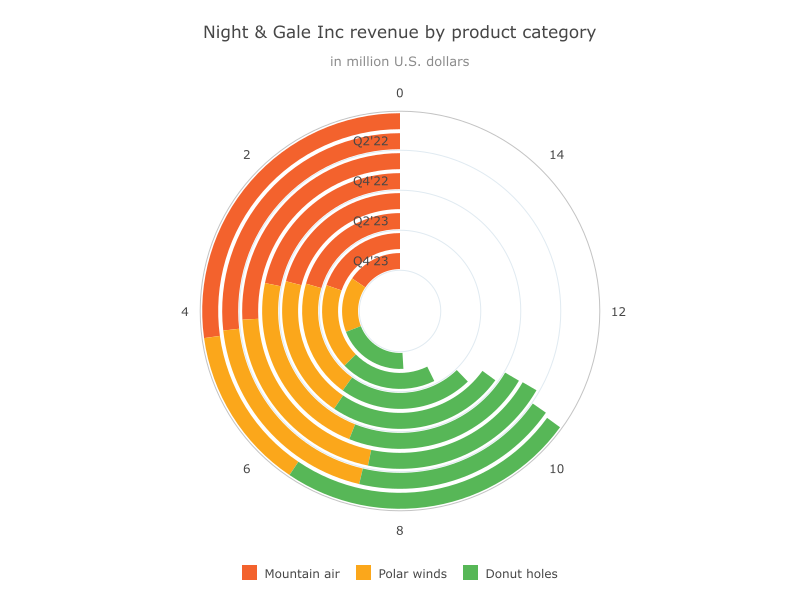 Night & Gale Inc revenue by product category
in million U.S. dollars
0
2
14
Q2'22
Q4'22
Q2'23
Q4'23
4
12
6
10
8
Mountain air
Polar winds
Donut holes